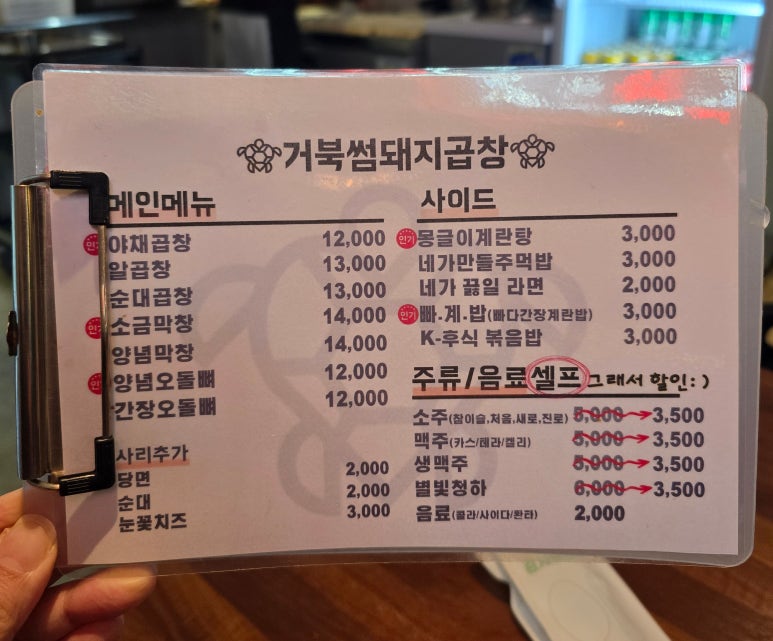 거북썸돼지곱창
메인메뉴
인기 야채곱창 12,000
알곱창 13,000
순대곱창 13,000
인기 소금막창 14,000
양념막창 14,000
인기 양념오돌뼈 12,000
간장오돌뼈 12,000
사리추가
당면 2,000
순대 2,000
눈꽃치즈 3,000
사이드
인기 몽글이계란탕 3,000
네가만들주먹밥 3,000
네가 끓일 라면 2,000
인기 빠.계.밥(빠다간장계란밥) 3,000
K-후식 볶음밥 3,000
주류/음료 셀프 그래서 할인:)
소주(참이슬,처음,새로,진로) 5,000 → 3,500
맥주(카스/테라/켈리) 5,000 → 3,500
생맥주 5,000 → 3,500
별빛청하 6,000 → 3,500
음료(콜라/사이다/환타) 2,000